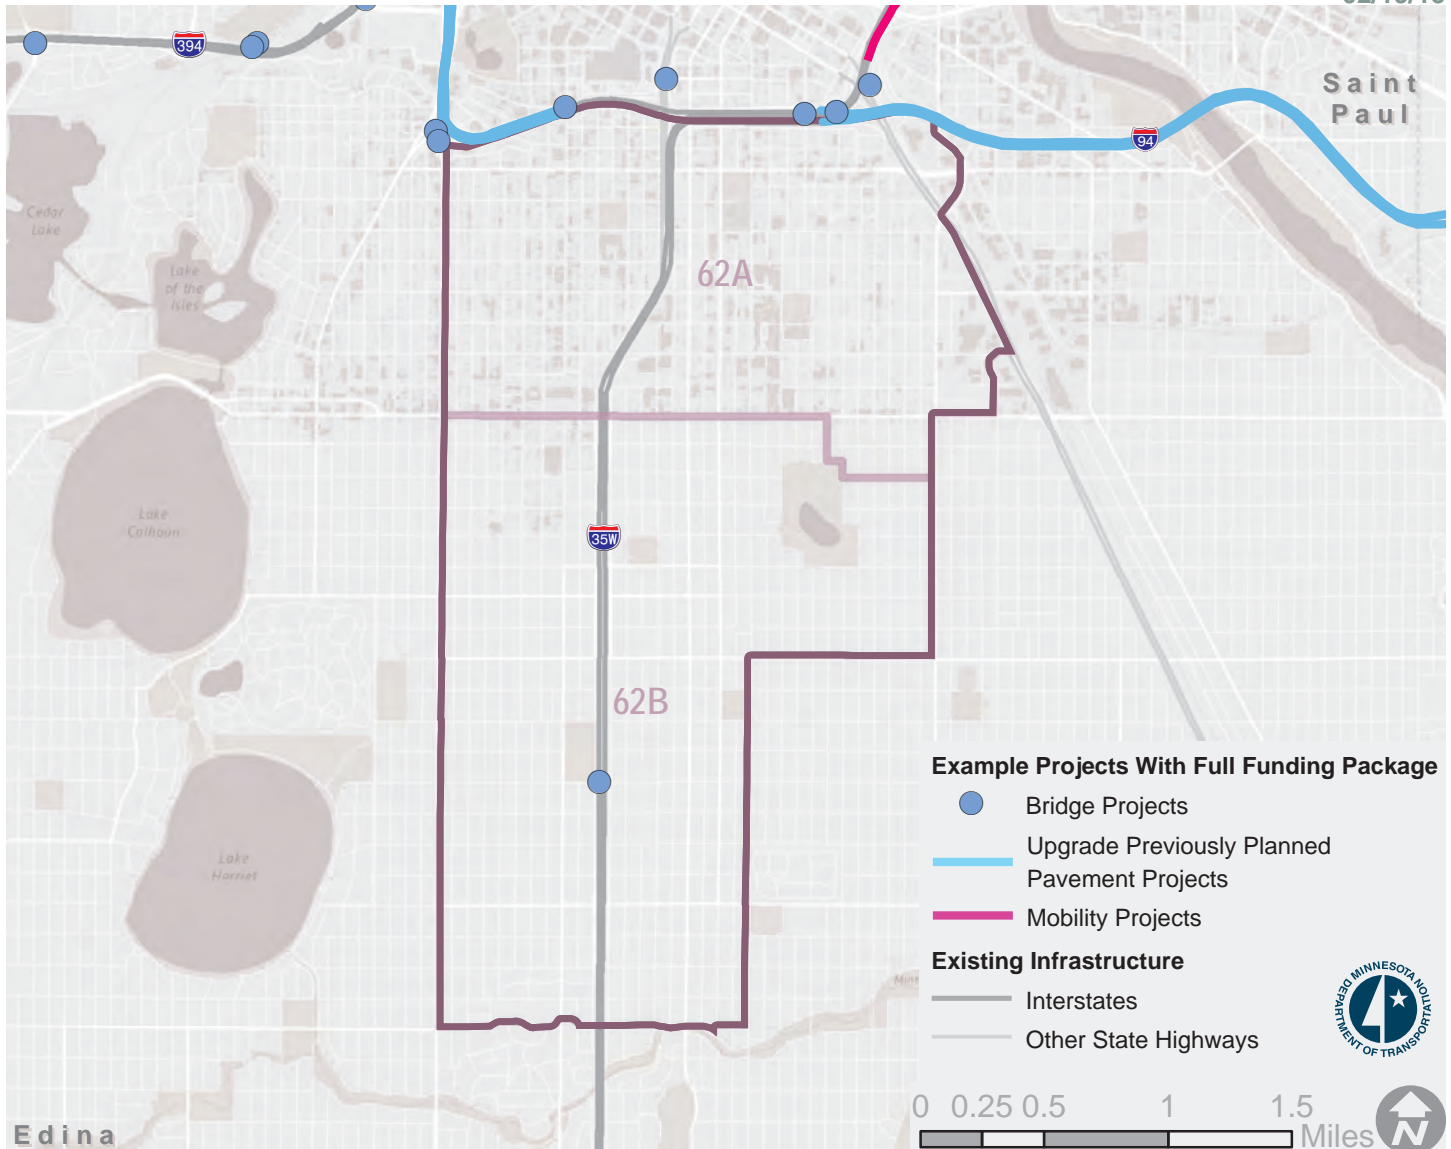 394
Saint
Paul
94
Cedar
Lake
Lake
of the
Isles
62A
Lake
Calhoun
35W
62B
Lake
Harriet
Example Projects With Full Funding Package
Bridge Projects
Upgrade Previously Planned
Pavement Projects
Mobility Projects
Existing Infrastructure
Interstates
Other State Highways
MINNESOTA
DEPARTMENT OF TRANSPORTATION
0 0.25 0.5 1 1.5
Miles
N
Edina